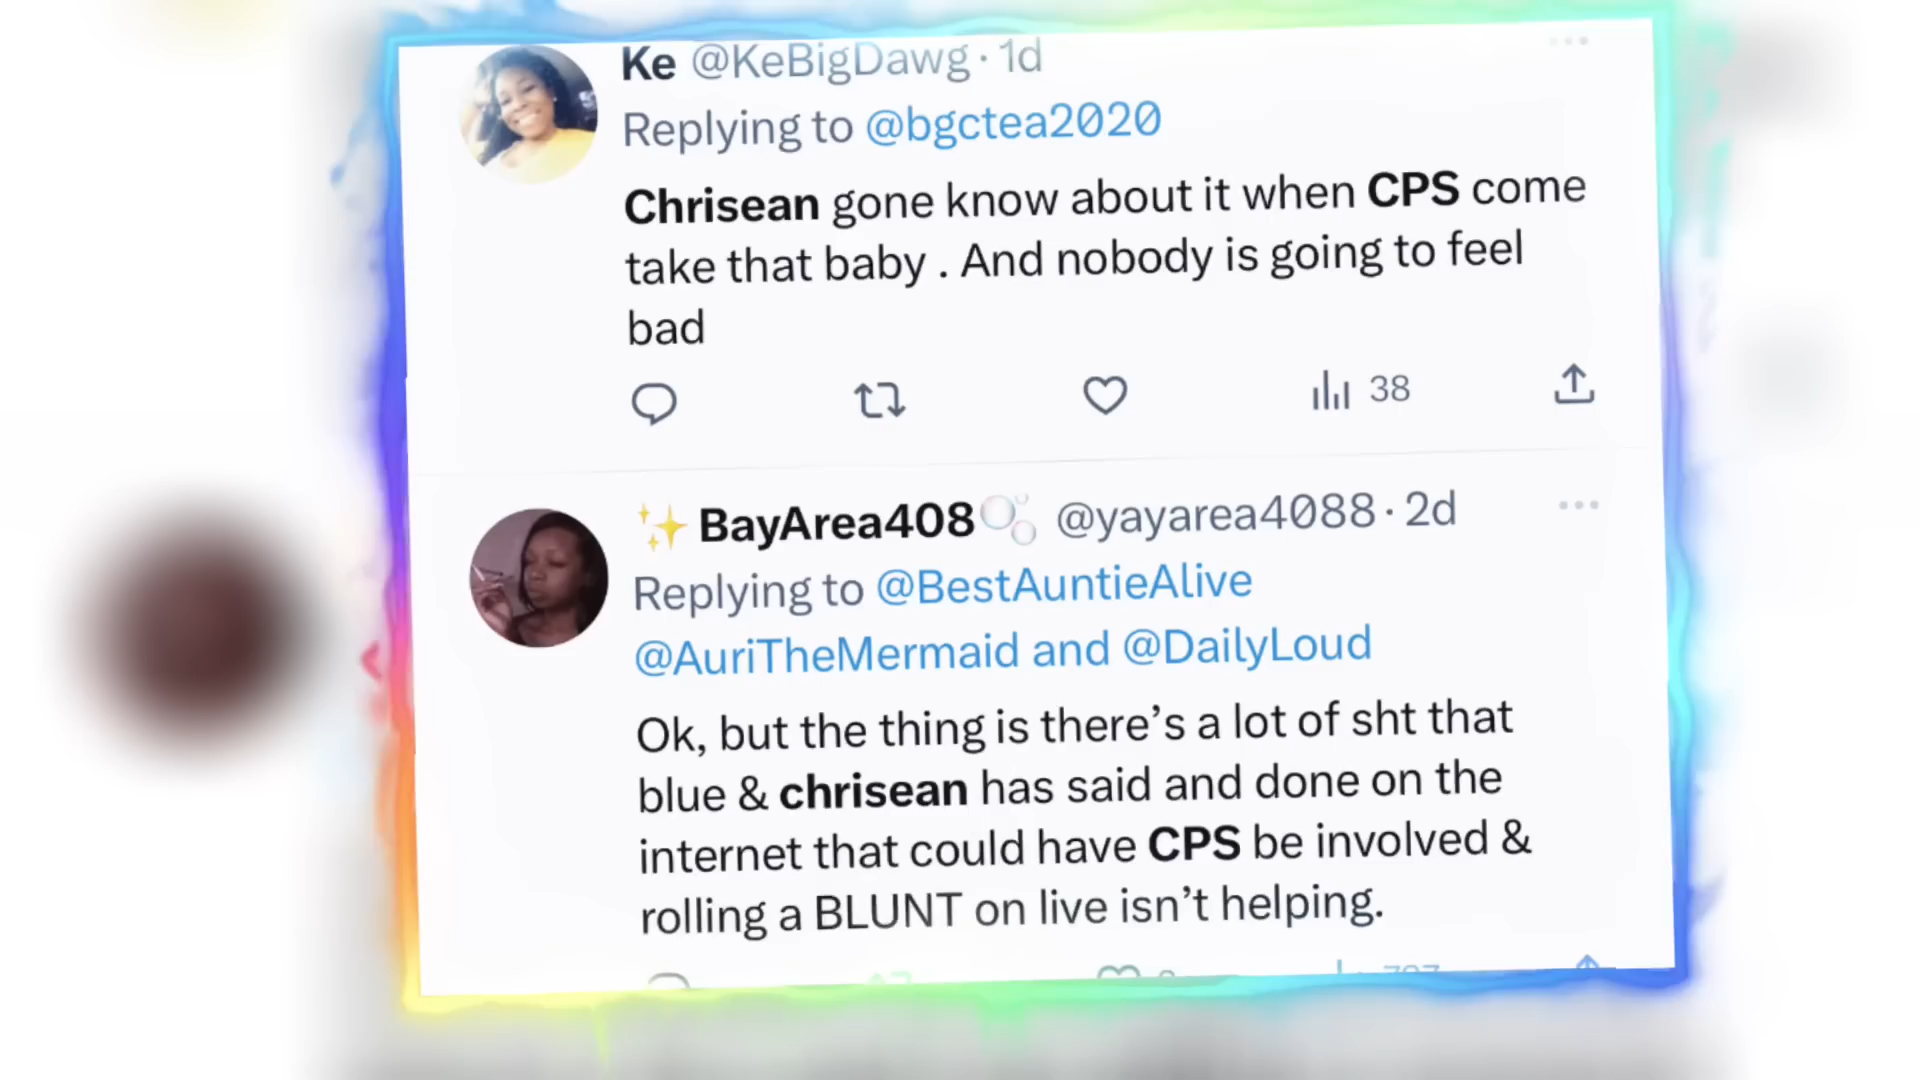 Ke @KeBigDawg · 1d
Replying to @bgctea2020
Chrisean gone know about it when CPS come
take that baby . And nobody is going to feel
bad
38
✨ BayArea408🫧 @yayarea4088 · 2d
Replying to @BestAuntieAlive
@AuriTheMermaid and @DailyLoud
Ok, but the thing is there's a lot of sht that
blue & chrisean has said and done on the
internet that could have CPS be involved &
rolling a BLUNT on live isn't helping.